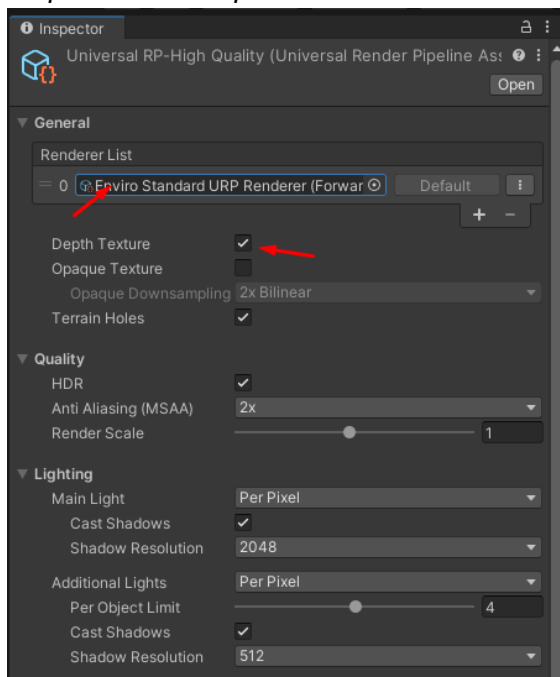 Inspector
Universal RP-High Quality (Universal Render Pipeline Ass
Open
General
Renderer List
0 Enviro Standard URP Renderer (Forwar Default
+ -
Depth Texture
Opaque Texture
Opaque Downsampling 2x Bilinear
Terrain Holes
Quality
HDR
Anti Aliasing (MSAA) 2x
Render Scale 1
Lighting
Main Light Per Pixel
Cast Shadows
Shadow Resolution 2048
Additional Lights Per Pixel
Per Object Limit 4
Cast Shadows
Shadow Resolution 512